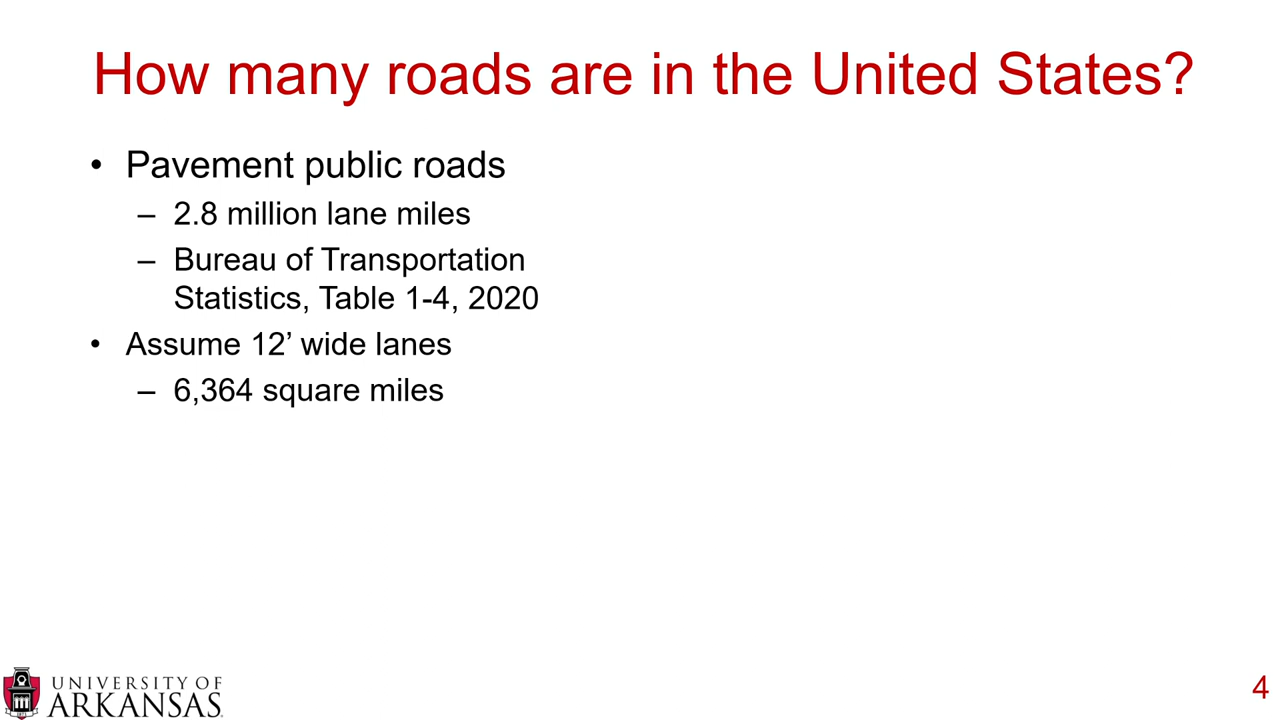 How many roads are in the United States?
• Pavement public roads
– 2.8 million lane miles
– Bureau of Transportation
Statistics, Table 1-4, 2020
• Assume 12’ wide lanes
– 6,364 square miles
UNIVERSITY OF
ARKANSAS
4